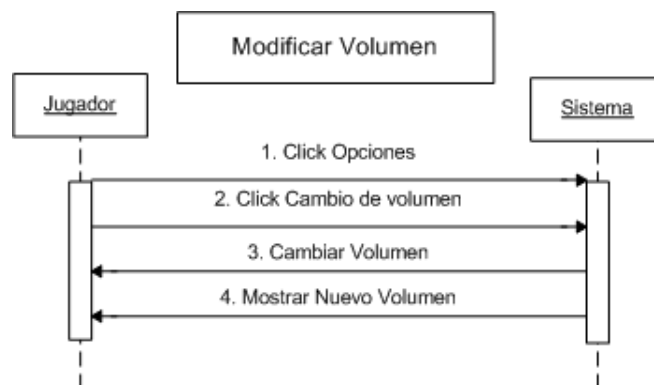 Modificar Volumen
Jugador
Sistema
1. Click Opciones
2. Click Cambio de volumen
3. Cambiar Volumen
4. Mostrar Nuevo Volumen